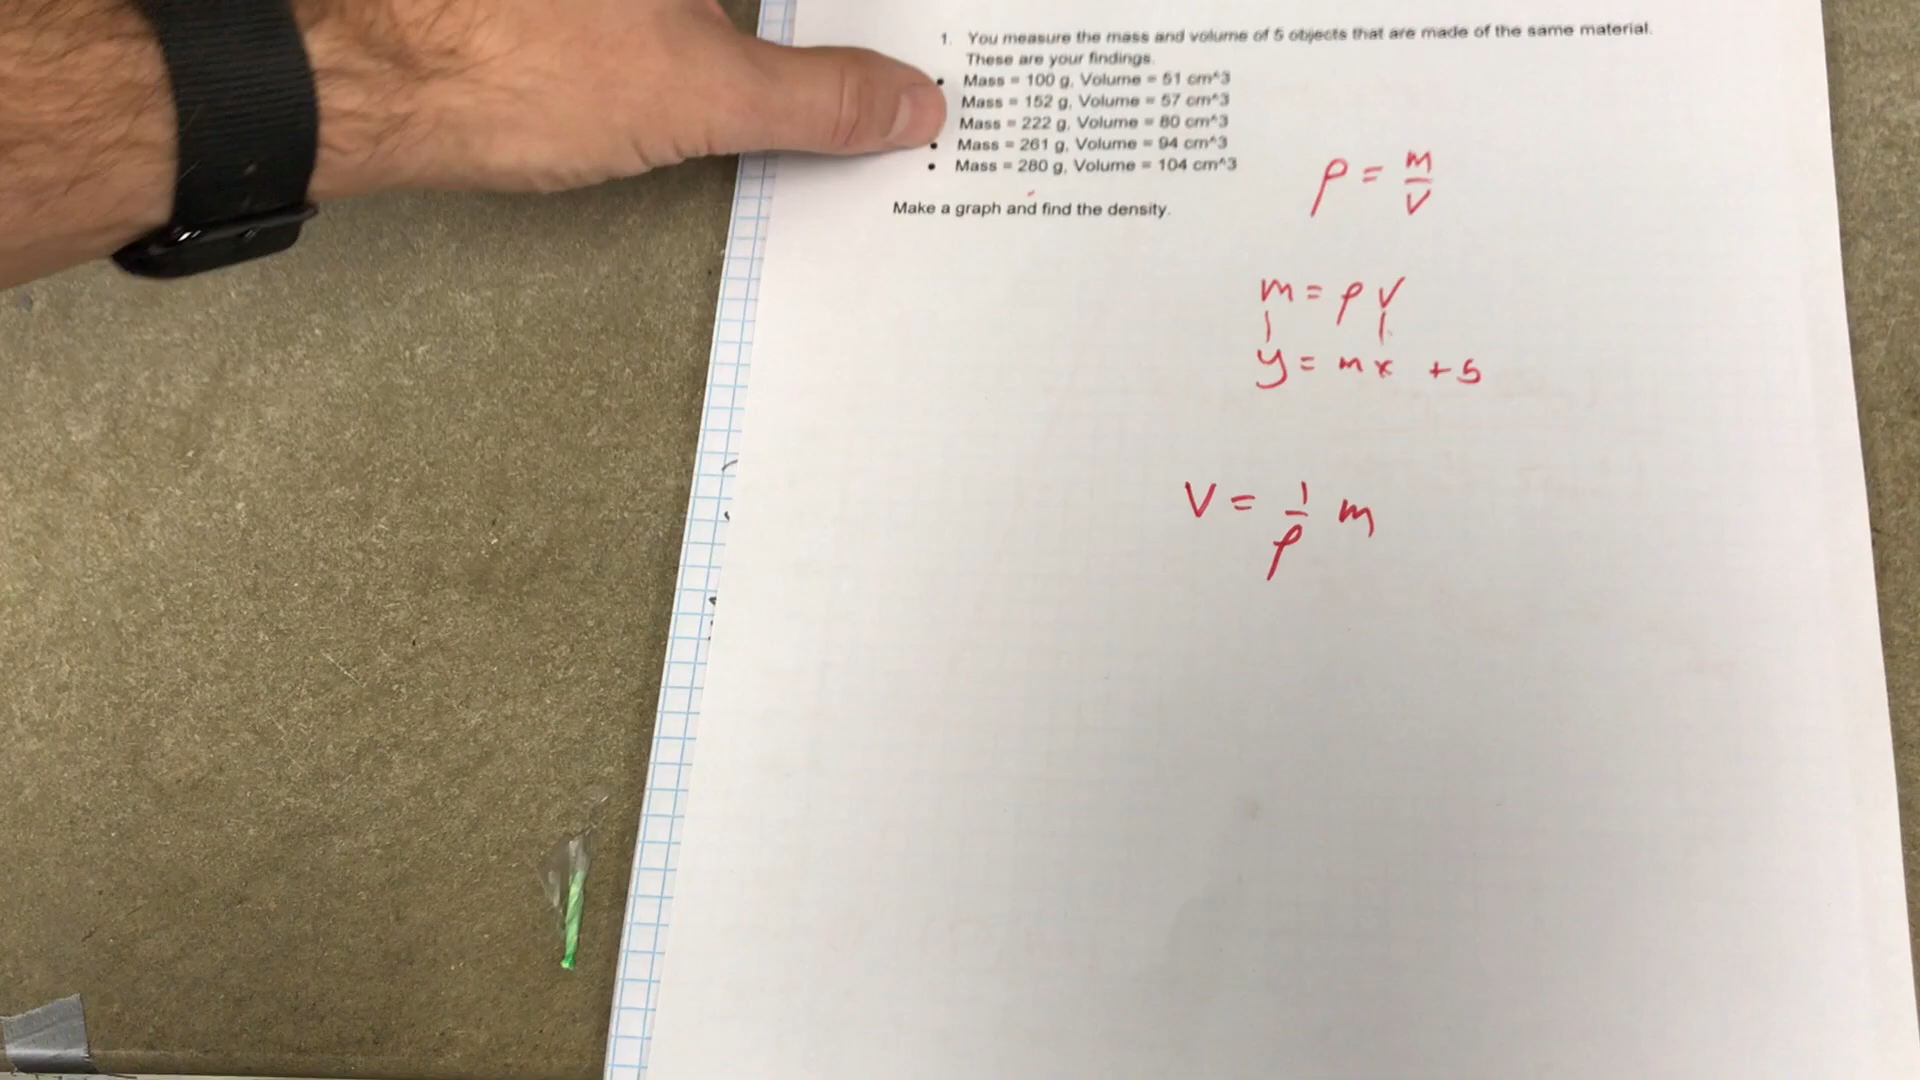 1. You measure the mass and volume of 5 objects that are made of the same material.
These are your findings.
• Mass = 100 g, Volume = 51 cm^3
Mass = 152 g, Volume = 57 cm^3
Mass = 222 g, Volume = 80 cm^3
• Mass = 261 g, Volume = 94 cm^3
• Mass = 280 g, Volume = 104 cm^3
Make a graph and find the density.
ρ = m/V
m = ρ V
y = mx + b
V = 1/ρ m